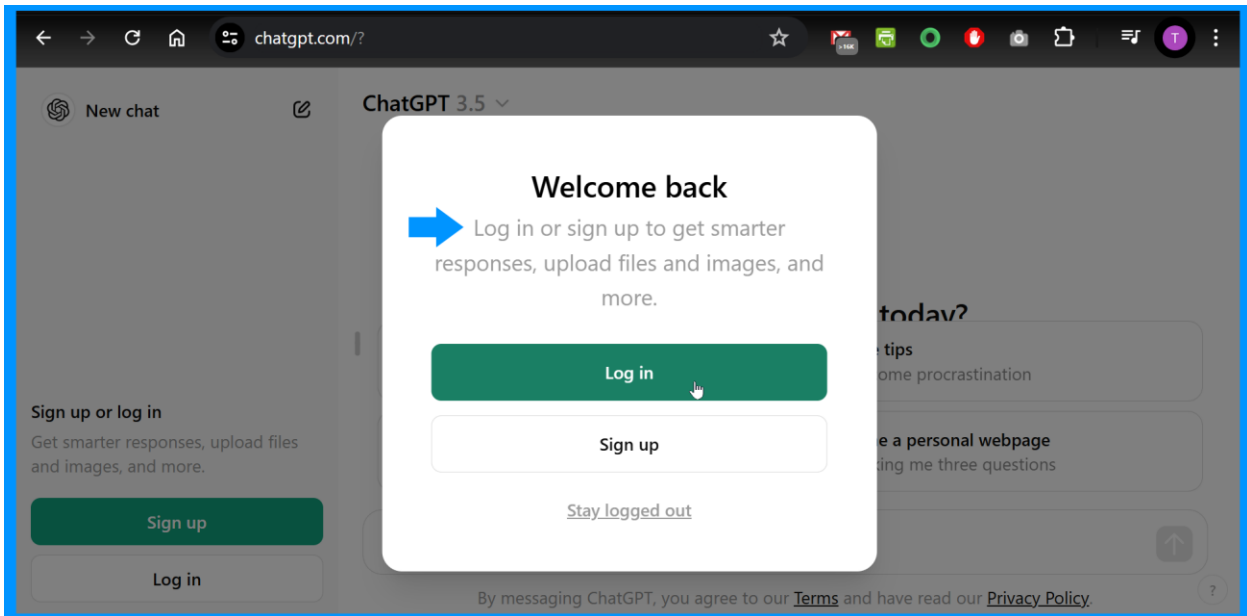 chatgpt.com/?
T
New chat
ChatGPT 3.5
Welcome back
Log in or sign up to get smarter
responses, upload files and images, and
more.
Log in
Sign up
Stay logged out
today?
tips
ome procrastination
e a personal webpage
king me three questions
Sign up or log in
Get smarter responses, upload files
and images, and more.
Sign up
Log in
By messaging ChatGPT, you agree to our Terms and have read our Privacy Policy.
?